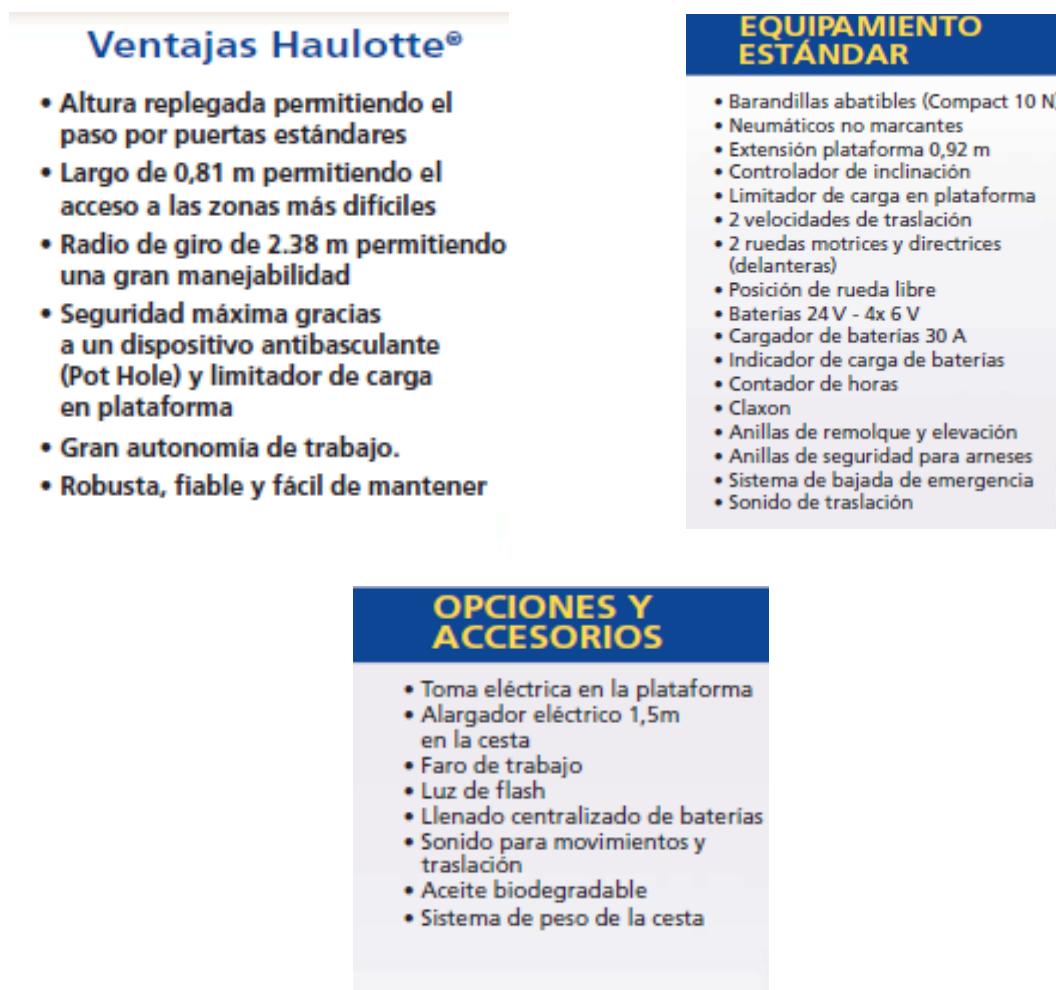 Ventajas Haulotte®
• Altura replegada permitiendo el
paso por puertas estándares
• Largo de 0,81 m permitiendo el
acceso a las zonas más difíciles
• Radio de giro de 2.38 m permitiendo
una gran manejabilidad
• Seguridad máxima gracias
a un dispositivo antibasculante
(Pot Hole) y limitador de carga
en plataforma
• Gran autonomía de trabajo.
• Robusta, fiable y fácil de mantener
EQUIPAMIENTO
ESTÁNDAR
• Barandillas abatibles (Compact 10 N)
• Neumáticos no marcantes
• Extensión plataforma 0,92 m
• Controlador de inclinación
• Limitador de carga en plataforma
• 2 velocidades de traslación
• 2 ruedas motrices y directrices
(delanteras)
• Posición de rueda libre
• Baterías 24 V - 4x 6 V
• Cargador de baterías 30 A
• Indicador de carga de baterías
• Contador de horas
• Claxon
• Anillas de remolque y elevación
• Anillas de seguridad para arneses
• Sistema de bajada de emergencia
• Sonido de traslación
OPCIONES Y
ACCESORIOS
• Toma eléctrica en la plataforma
• Alargador eléctrico 1,5m
en la cesta
• Faro de trabajo
• Luz de flash
• Llenado centralizado de baterías
• Sonido para movimientos y
traslación
• Aceite biodegradable
• Sistema de peso de la cesta